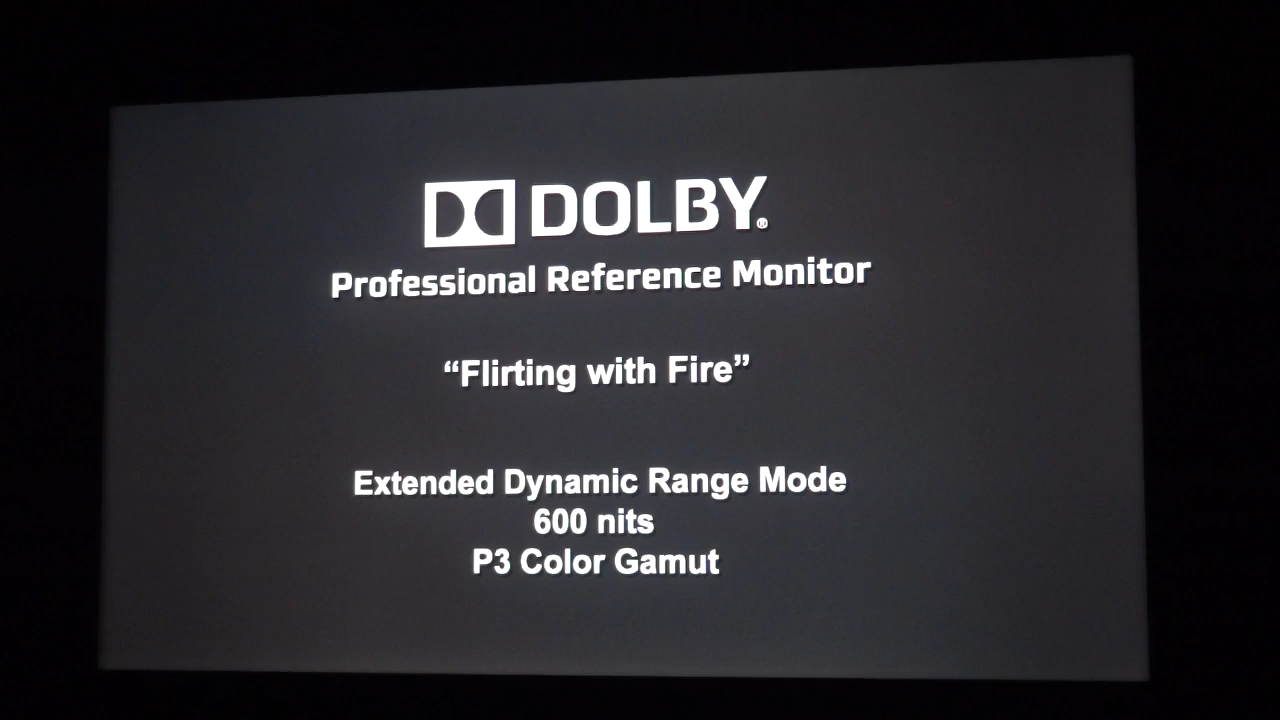 DOLBY®
Professional Reference Monitor
“Flirting with Fire”
Extended Dynamic Range Mode
600 nits
P3 Color Gamut